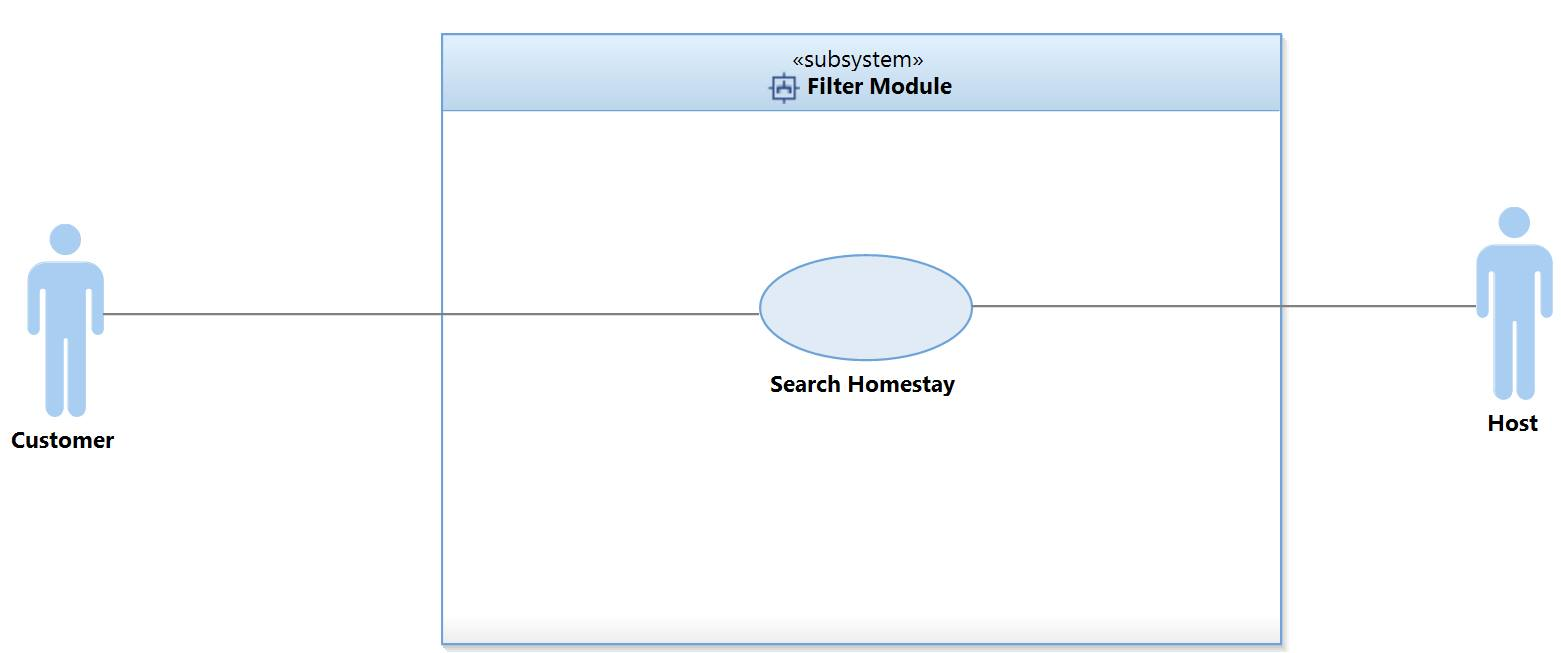 «subsystem»
Filter Module
Search Homestay
Customer
Host